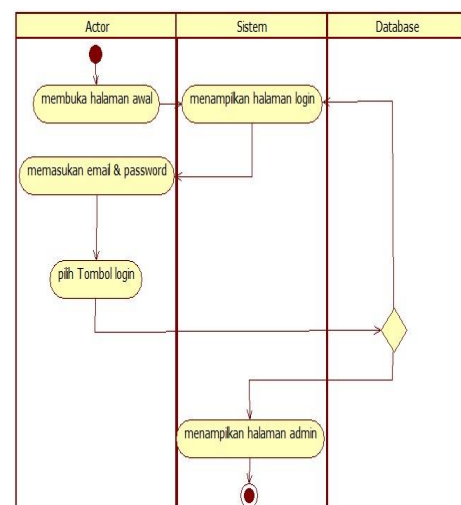 Actor
Sistem
Database
membuka halaman awal
menampilkan halaman login
memasukan email & password
pilih Tombol login
menampilkan halaman admin